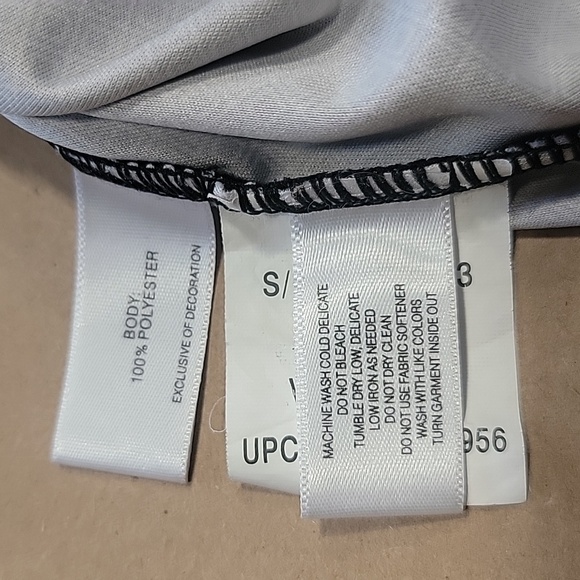 BODY:
100% POLYESTER
EXCLUSIVE OF DECORATION
S/ 3
UPC 956
MACHINE WASH COLD DELICATE
DO NOT BLEACH
TUMBLE DRY LOW, DELICATE
LOW IRON AS NEEDED
DO NOT DRY CLEAN
DO NOT USE FABRIC SOFTENER
WASH WITH LIKE COLORS
TURN GARMENT INSIDE OUT